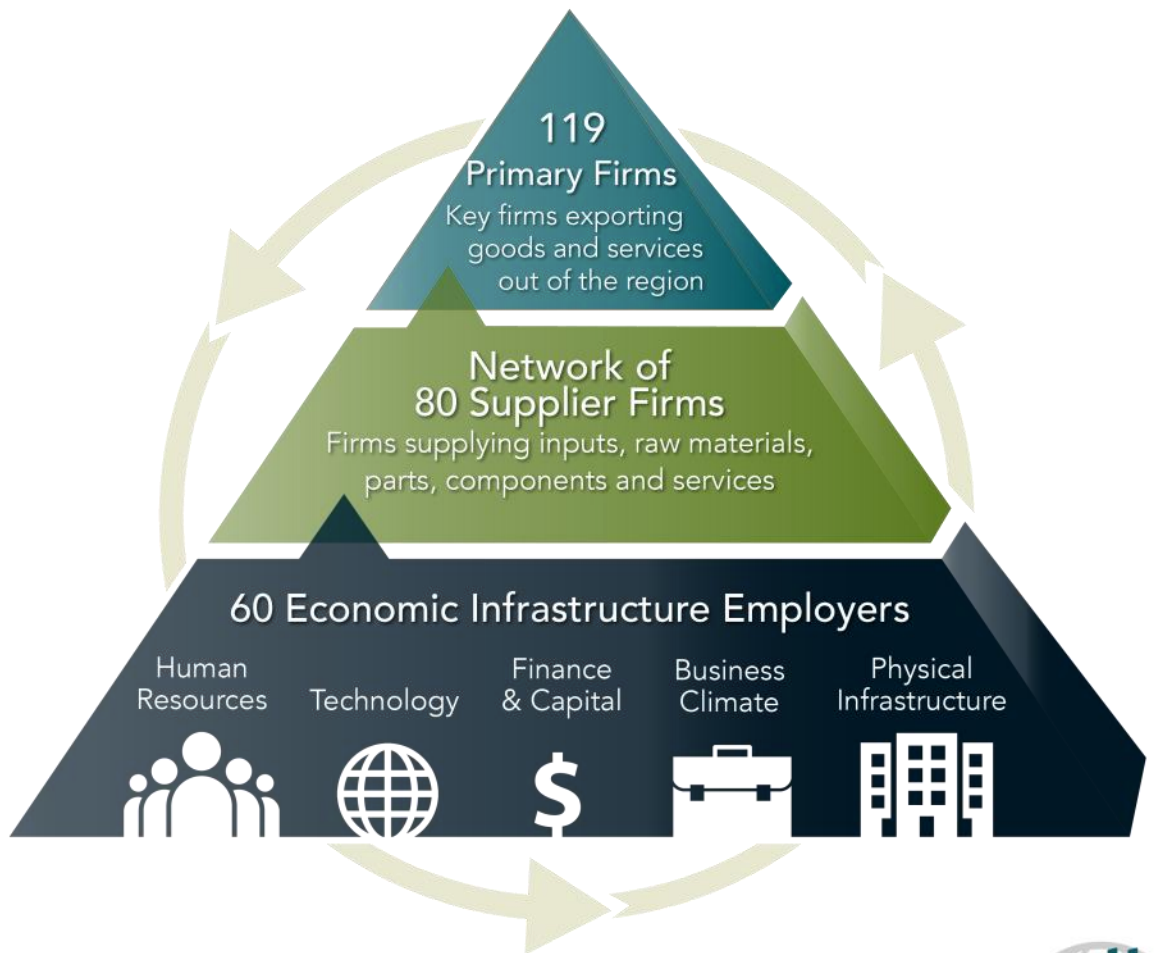 119
Primary Firms
Key firms exporting
goods and services
out of the region
Network of
80 Supplier Firms
Firms supplying inputs, raw materials,
parts, components and services
60 Economic Infrastructure Employers
Human
Resources
Technology
Finance
& Capital
Business
Climate
Physical
Infrastructure
$